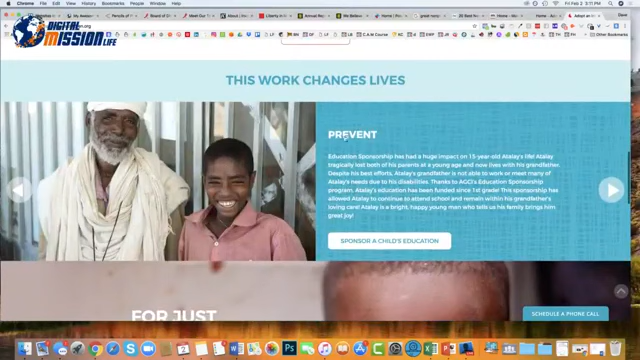 Chrome File Edit View History Bookmarks People Window Help
Fri Feb 2 3:11 PM
DIGITAL
MISSION LIFE
Other Bookmarks
THIS WORK CHANGES LIVES
PREVENT
Education Sponsorship has had a huge impact on 15-year-old Atalay's life! Atalay
tragically lost both of his parents at a young age and now lives with his grandfather.
Despite his best efforts, Atalay's grandfather is not able to work or meet many of
Atalay's needs due to his disabilities. Thanks to AGCI's Education Sponsorship
program, Atalay's education has been funded since 1st grade! This sponsorship has
allowed Atalay to continue to attend school and remain within his grandfather's
loving care! Atalay is a bright, happy young man who tells us his family brings him
great joy!
SPONSOR A CHILD'S EDUCATION
FOR JUST
SCHEDULE A PHONE CALL